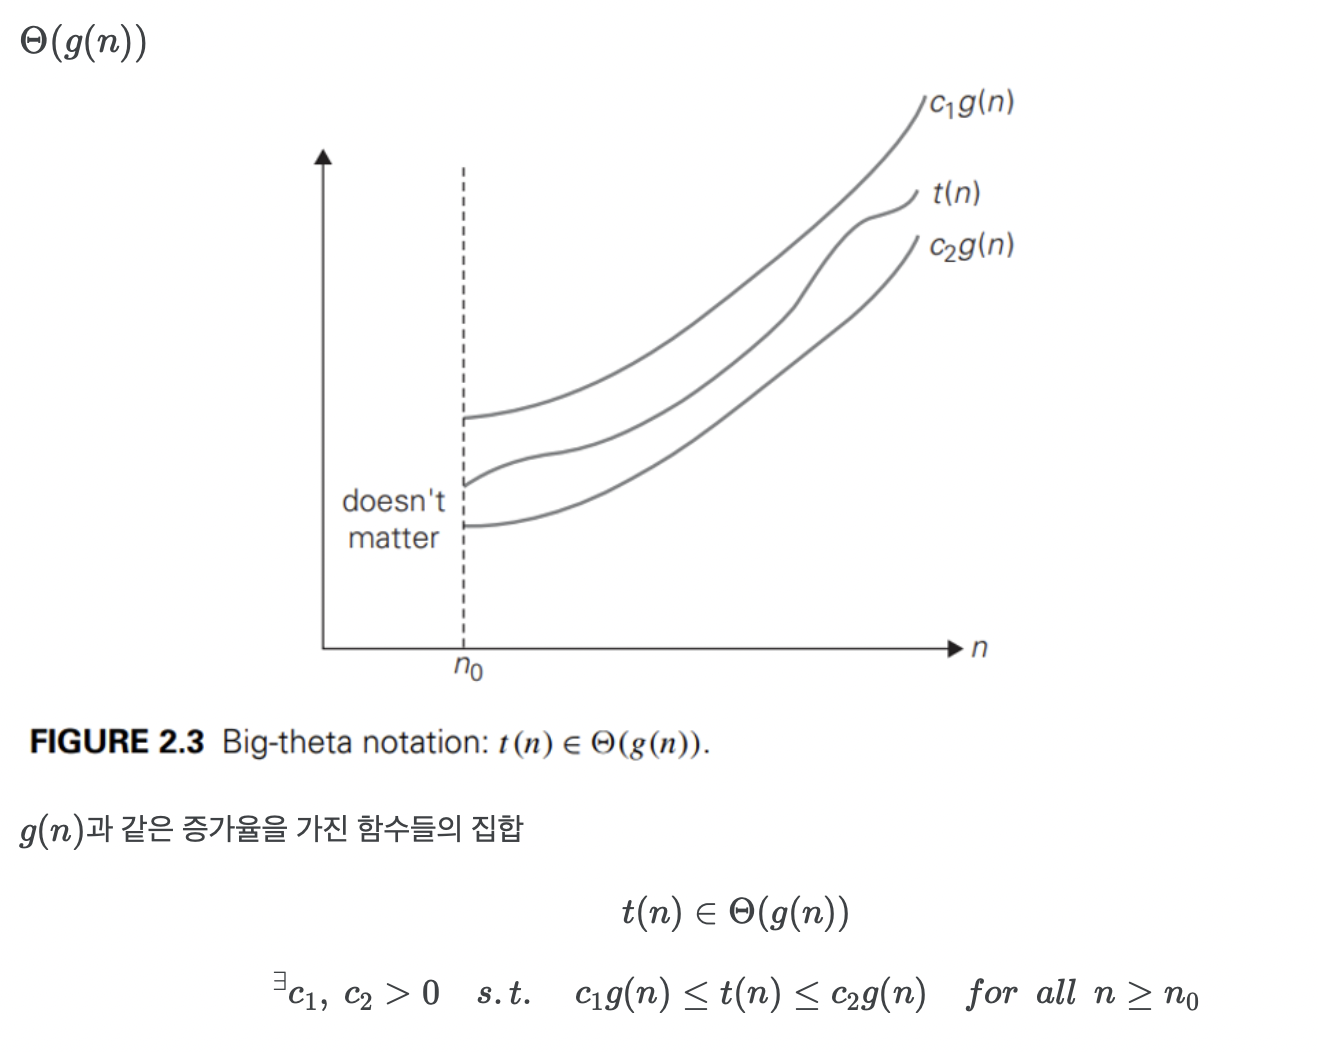 Θ(g(n))
c₁g(n)
t(n)
c₂g(n)
doesn't
matter
n
n₀
FIGURE 2.3 Big-theta notation: t(n) ∈ Θ(g(n)).
g(n)과 같은 증가율을 가진 함수들의 집합
t(n) ∈ Θ(g(n))
∃c₁, c₂ > 0 s.t. c₁g(n) ≤ t(n) ≤ c₂g(n) for all n ≥ n₀